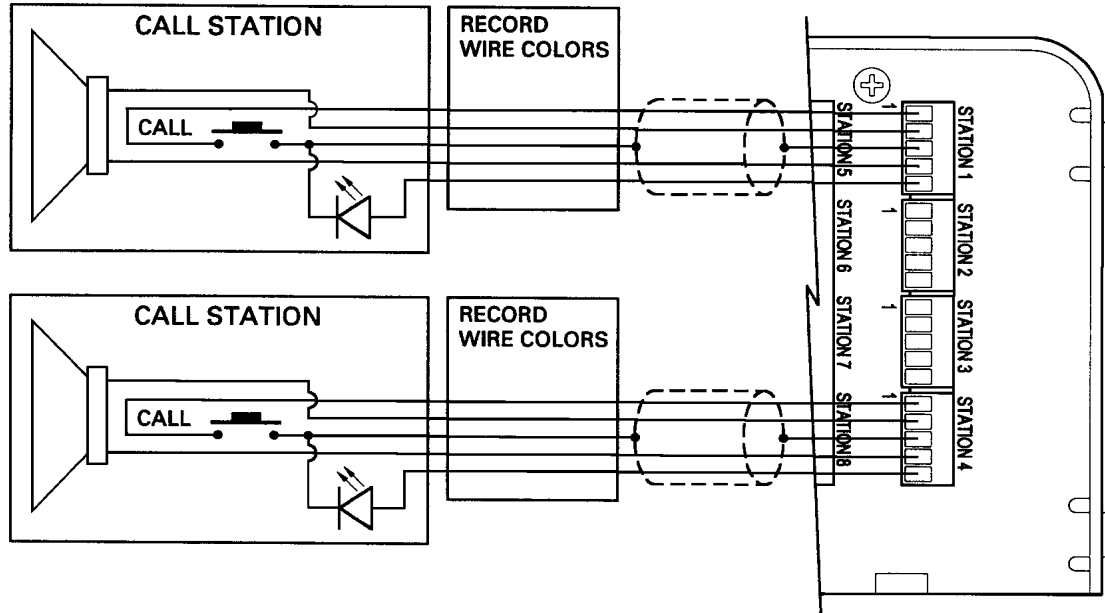 CALL STATION
CALL
RECORD
WIRE COLORS
CALL STATION
CALL
RECORD
WIRE COLORS
STATION 5
STATION 6
STATION 7
STATION 8
1
STATION 1
1
STATION 2
1
STATION 3
1
STATION 4